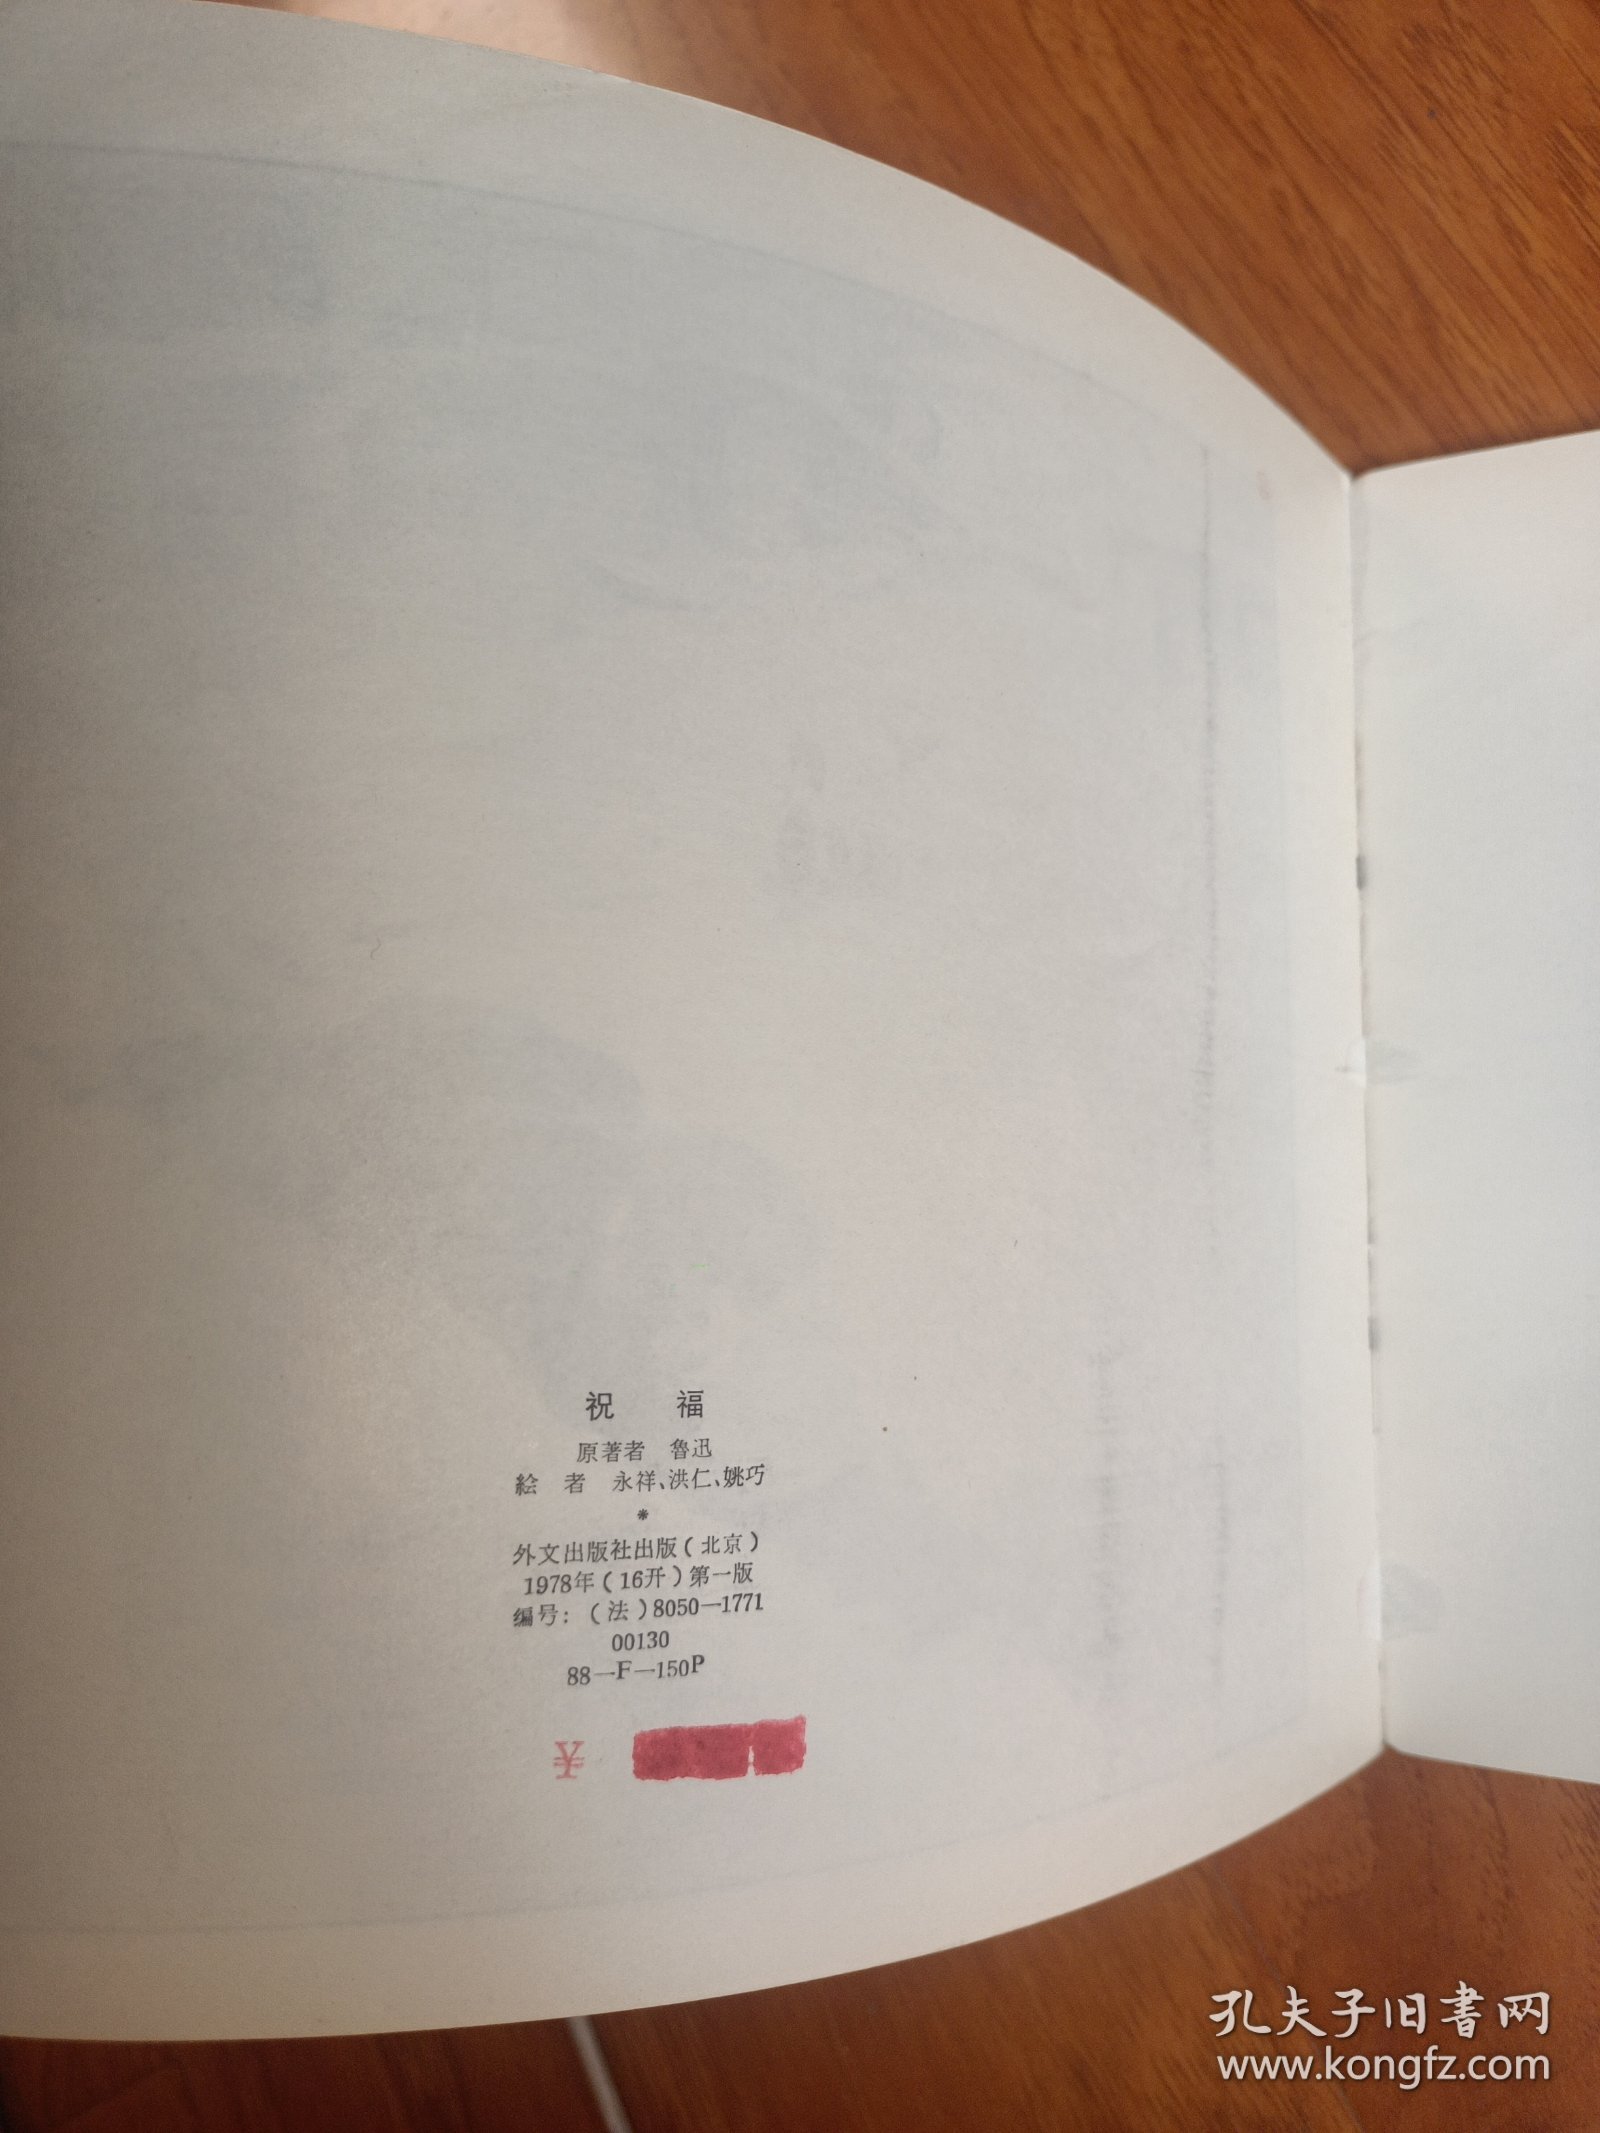 祝 福
原著者 鲁迅
絵 者 永祥、洪仁、姚巧
*
外文出版社出版(北京)
1978年(16开)第一版
编号:(法)8050—1771
00130
88—F—150P
¥
孔夫子旧書网
www.kongfz.com